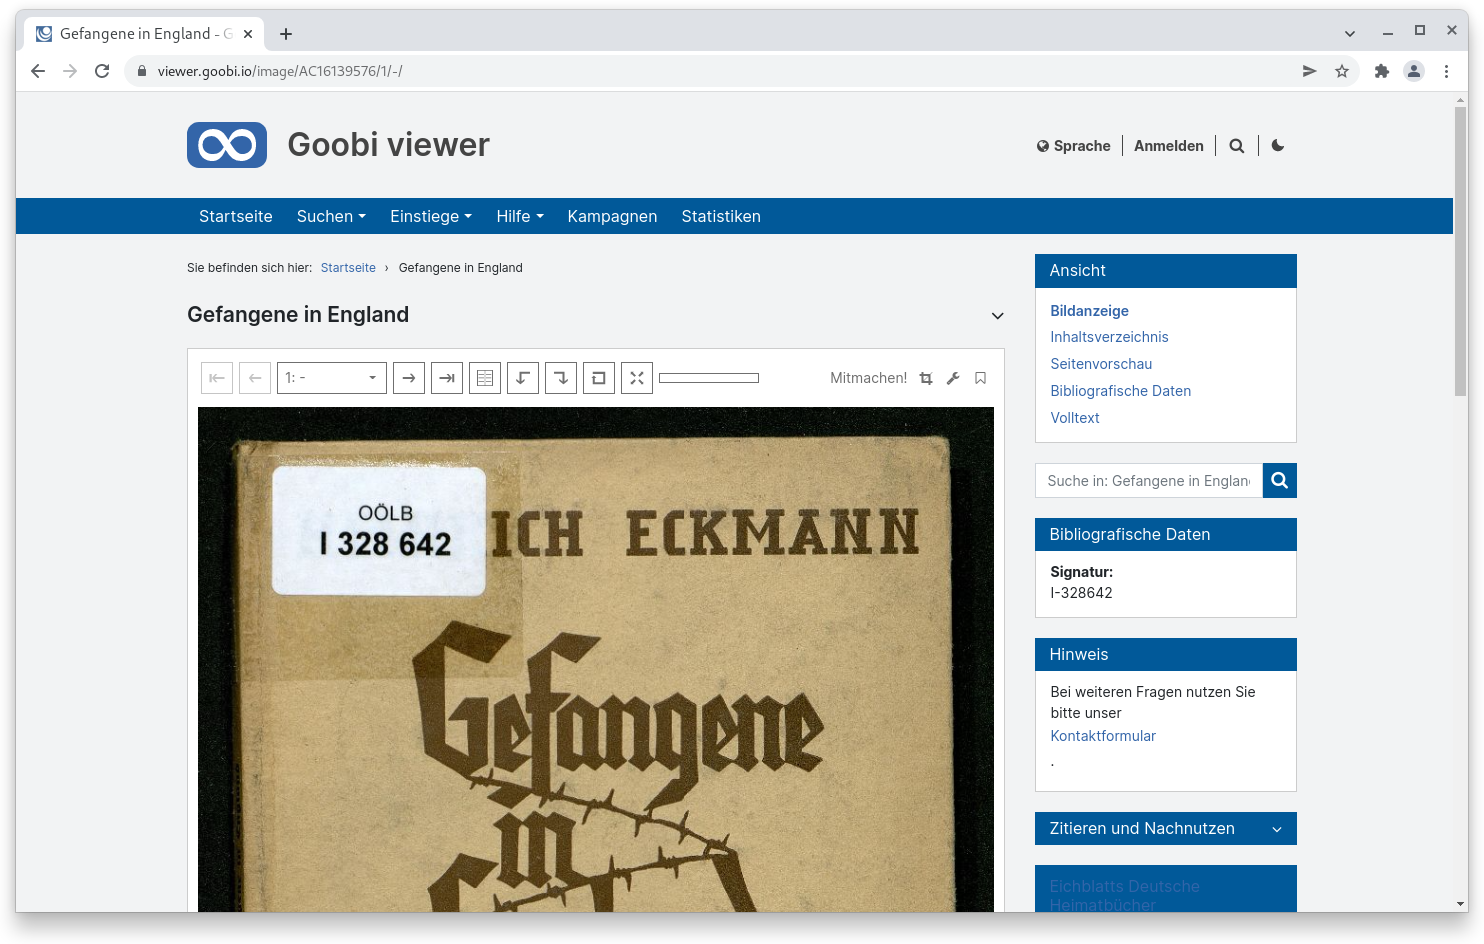 Gefangene in England - G
viewer.goobi.io/image/AC16139576/1/-/
Goobi viewer
Sprache
Anmelden
Startseite
Suchen
Einstiege
Hilfe
Kampagnen
Statistiken
Sie befinden sich hier: Startseite › Gefangene in England
Gefangene in England
1: -
Mitmachen!
OÖLB
I 328 642
ICH ECKMANN
Gefangene
in
Ansicht
Bildanzeige
Inhaltsverzeichnis
Seitenvorschau
Bibliografische Daten
Volltext
Suche in: Gefangene in Englan
Bibliografische Daten
Signatur:
I-328642
Hinweis
Bei weiteren Fragen nutzen Sie
bitte unser
Kontaktformular
.
Zitieren und Nachnutzen
Eichblatts Deutsche
Heimatbücher